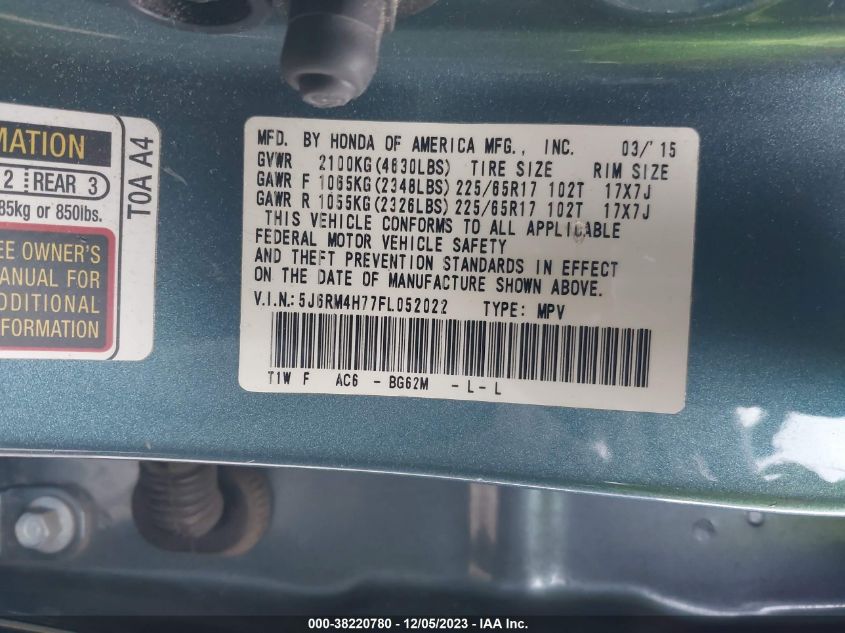 MATION
2 REAR 3
85kg or 850lbs.
EE OWNER'S
ANUAL FOR
DDITIONAL
FORMATION
T0A A4
MFD. BY HONDA OF AMERICA MFG., INC. 03/'15
GVWR 2100KG(4630LBS) TIRE SIZE RIM SIZE
GAWR F 1065KG(2348LBS) 225/65R17 102T 17X7J
GAWR R 1055KG(2326LBS) 225/65R17 102T 17X7J
THIS VEHICLE CONFORMS TO ALL APPLICABLE
FEDERAL MOTOR VEHICLE SAFETY
AND THEFT PREVENTION STANDARDS IN EFFECT
ON THE DATE OF MANUFACTURE SHOWN ABOVE.
V.I.N.: 5J6RM4H77FL052022 TYPE: MPV
T1W F AC6 - BG62M - L - L
000-38220780 - 12/05/2023 - IAA Inc.